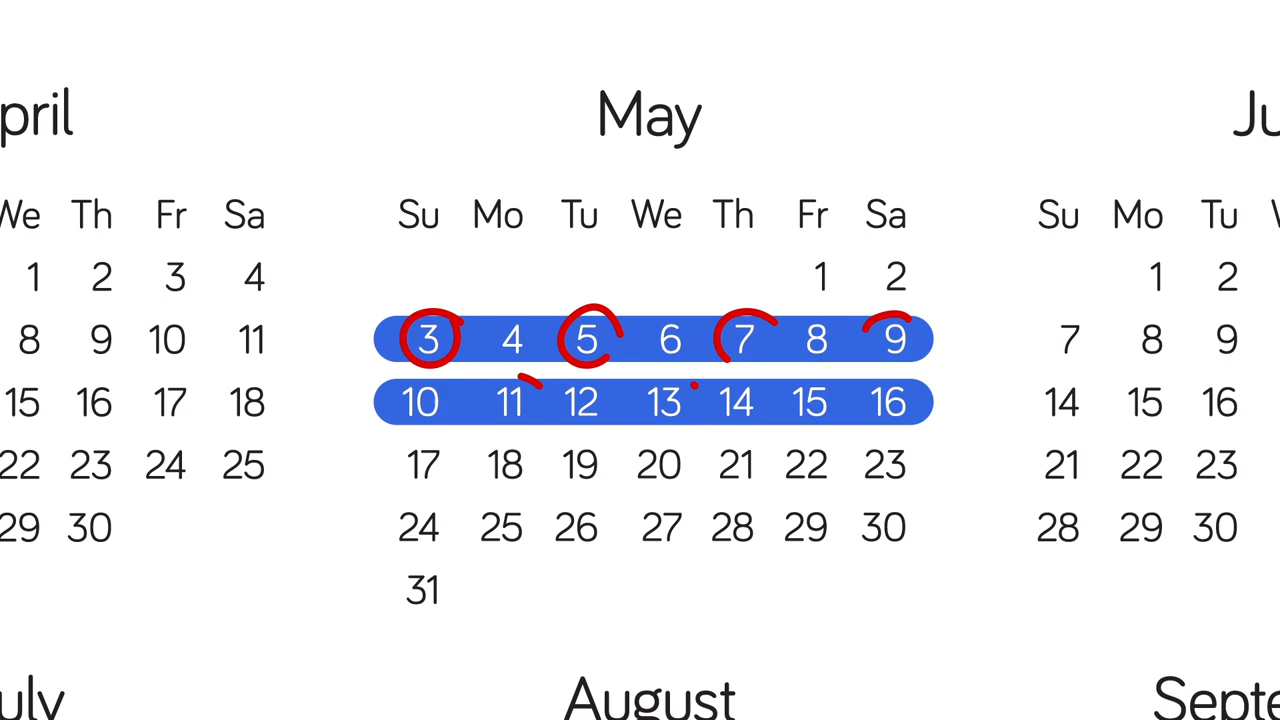 pril May Ju
We Th Fr Sa Su Mo Tu We Th Fr Sa Su Mo Tu W
1 2 3 4 1 2 1 2
8 9 10 11 3 4 5 6 7 8 9 7 8 9
15 16 17 18 10 11 12 13 14 15 16 14 15 16
22 23 24 25 17 18 19 20 21 22 23 21 22 23
29 30 24 25 26 27 28 29 30 28 29 30
31
uly August Septe